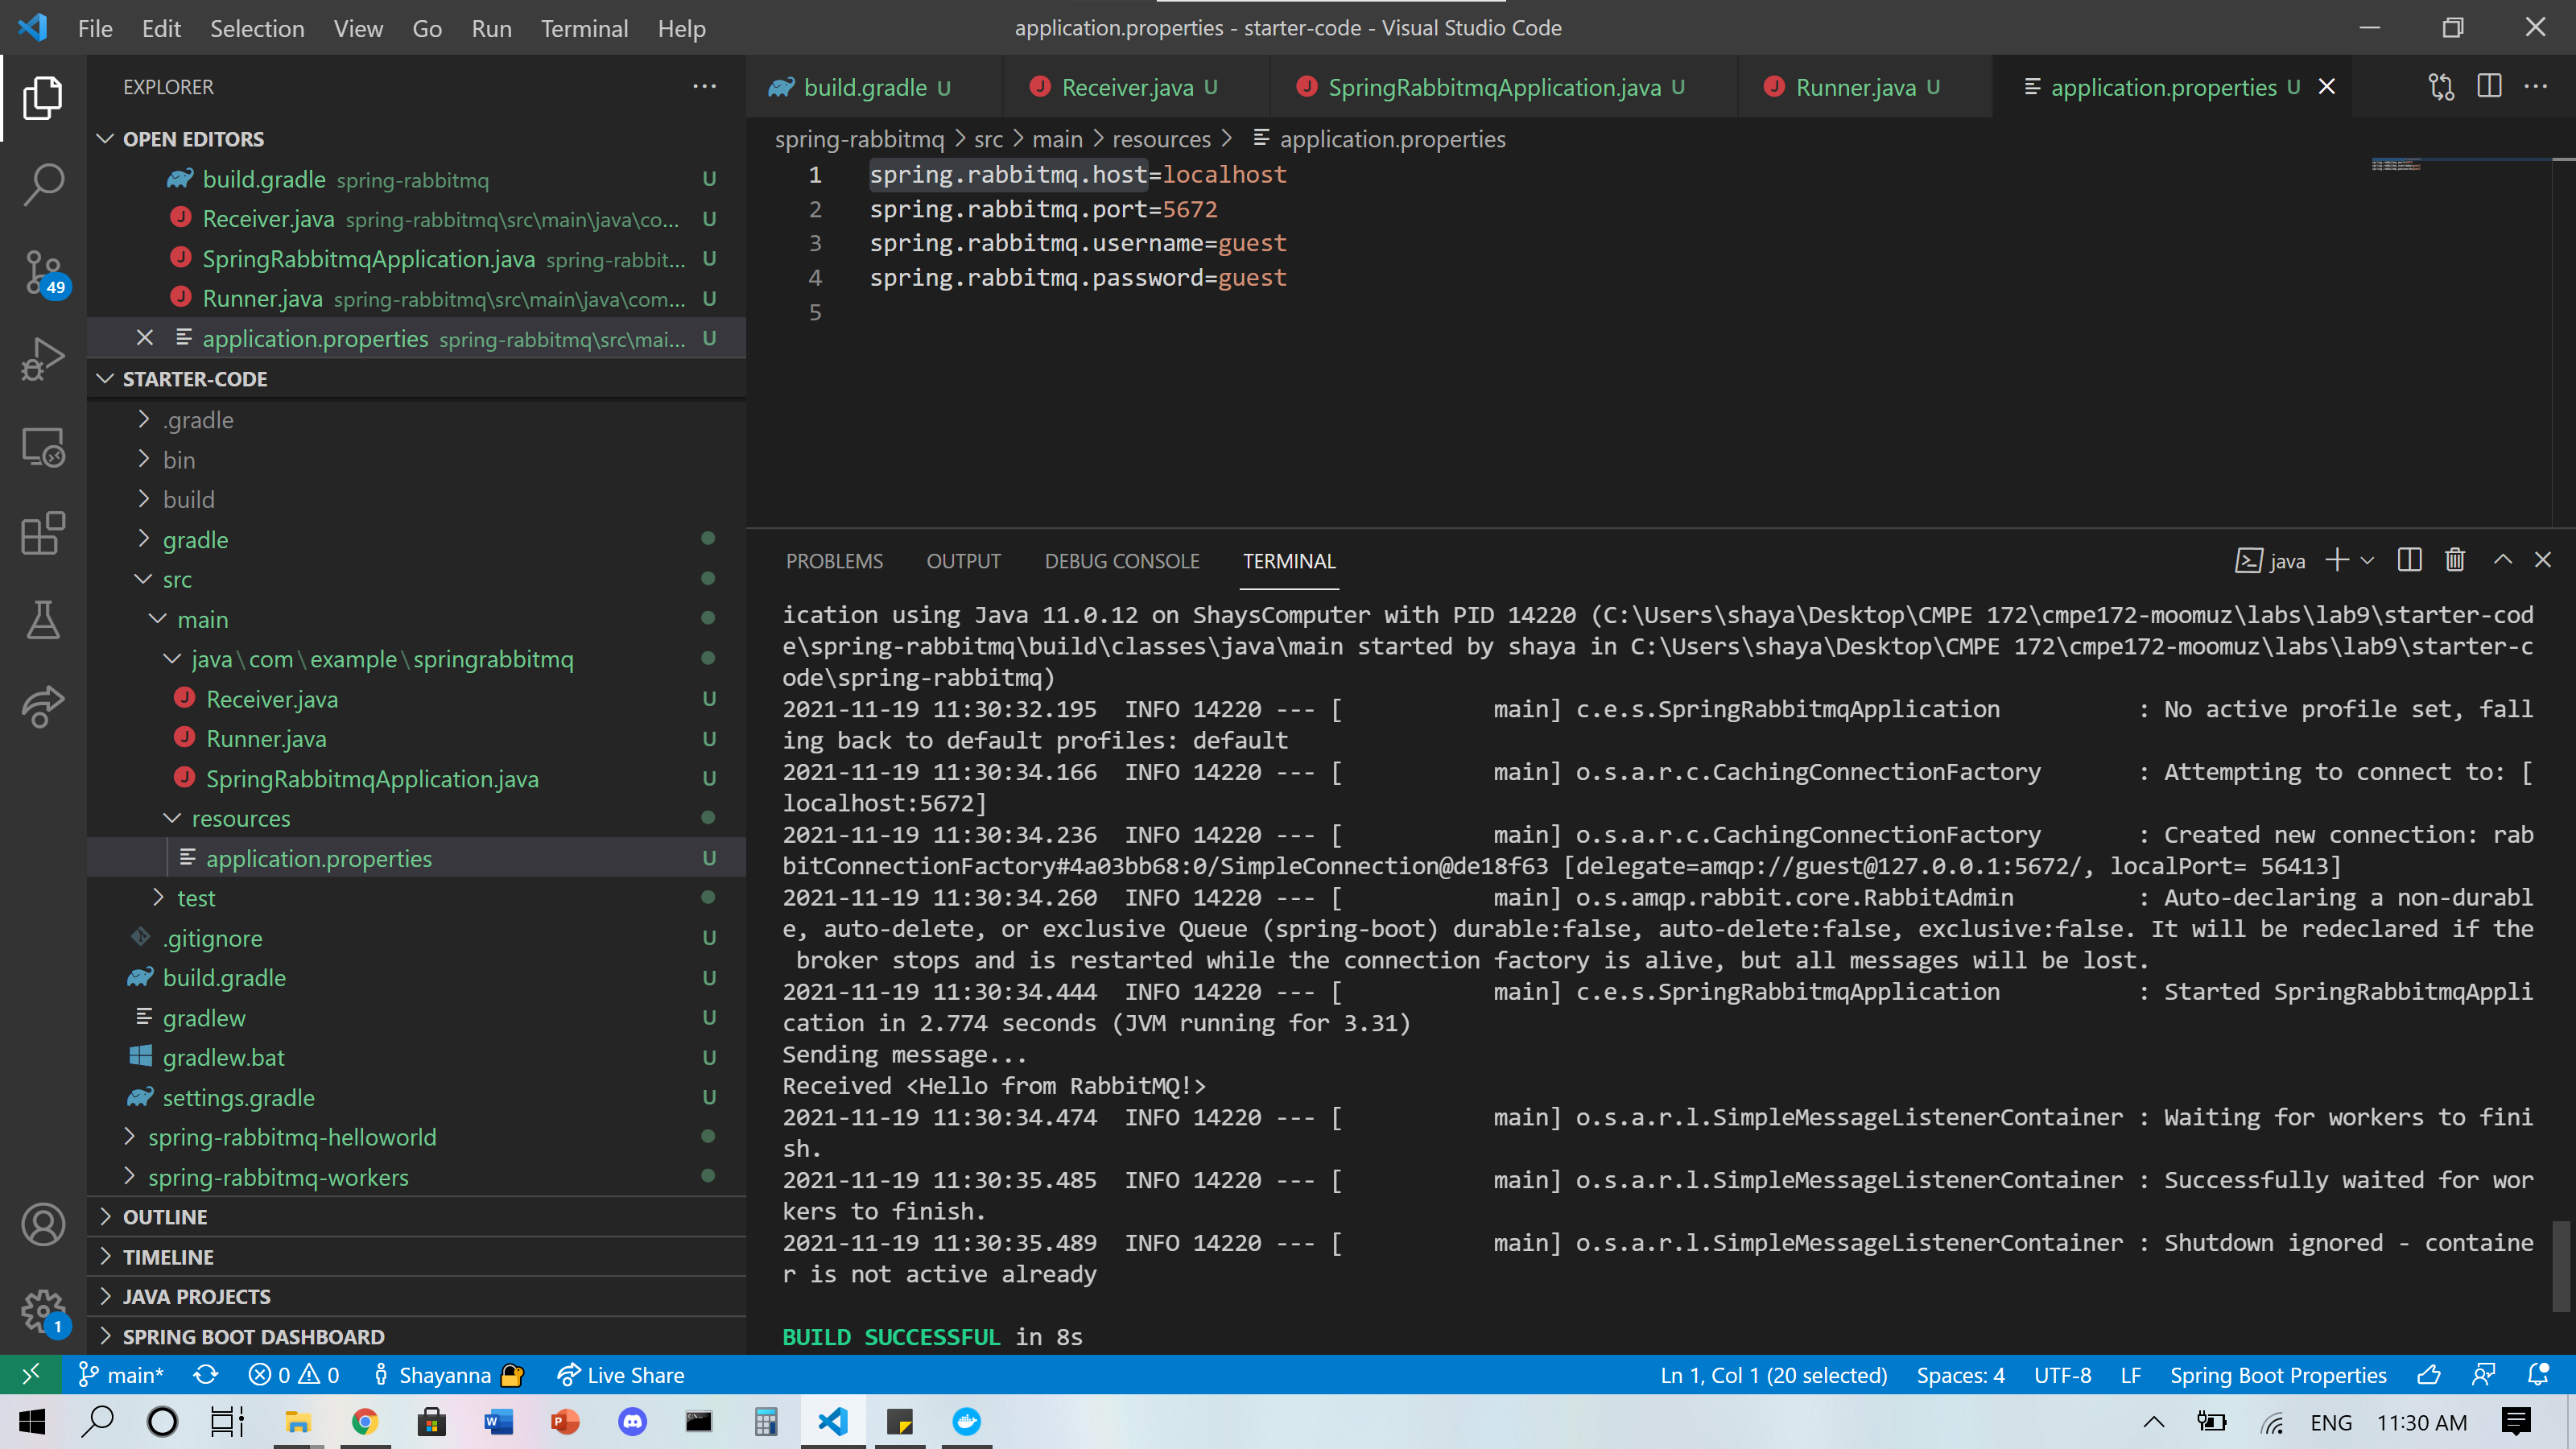 File Edit Selection View Go Run Terminal Help
application.properties - starter-code - Visual Studio Code
EXPLORER
OPEN EDITORS
build.gradle spring-rabbitmq U
Receiver.java spring-rabbitmq\src\main\java\co... U
SpringRabbitmqApplication.java spring-rabbit... U
Runner.java spring-rabbitmq\src\main\java\com... U
application.properties spring-rabbitmq\src\mai... U
STARTER-CODE
.gradle
bin
build
gradle
src
main
java\com\example\springrabbitmq
Receiver.java U
Runner.java U
SpringRabbitmqApplication.java U
resources
application.properties U
test
.gitignore U
build.gradle U
gradlew U
gradlew.bat U
settings.gradle U
spring-rabbitmq-helloworld
spring-rabbitmq-workers
OUTLINE
TIMELINE
JAVA PROJECTS
SPRING BOOT DASHBOARD
49
1
build.gradle U
Receiver.java U
SpringRabbitmqApplication.java U
Runner.java U
application.properties U
spring-rabbitmq > src > main > resources > application.properties
1 spring.rabbitmq.host=localhost
2 spring.rabbitmq.port=5672
3 spring.rabbitmq.username=guest
4 spring.rabbitmq.password=guest
5
PROBLEMS OUTPUT DEBUG CONSOLE TERMINAL
java
ication using Java 11.0.12 on ShaysComputer with PID 14220 (C:\Users\shaya\Desktop\CMPE 172\cmpe172-moomuz\labs\lab9\starter-cod
e\spring-rabbitmq\build\classes\java\main started by shaya in C:\Users\shaya\Desktop\CMPE 172\cmpe172-moomuz\labs\lab9\starter-c
ode\spring-rabbitmq)
2021-11-19 11:30:32.195  INFO 14220 --- [           main] c.e.s.SpringRabbitmqApplication          : No active profile set, fall
ing back to default profiles: default
2021-11-19 11:30:34.166  INFO 14220 --- [           main] o.s.a.r.c.CachingConnectionFactory       : Attempting to connect to: [
localhost:5672]
2021-11-19 11:30:34.236  INFO 14220 --- [           main] o.s.a.r.c.CachingConnectionFactory       : Created new connection: rab
bitConnectionFactory#4a03bb68:0/SimpleConnection@de18f63 [delegate=amqp://guest@127.0.0.1:5672/, localPort= 56413]
2021-11-19 11:30:34.260  INFO 14220 --- [           main] o.s.amqp.rabbit.core.RabbitAdmin         : Auto-declaring a non-durabl
e, auto-delete, or exclusive Queue (spring-boot) durable:false, auto-delete:false, exclusive:false. It will be redeclared if the
 broker stops and is restarted while the connection factory is alive, but all messages will be lost.
2021-11-19 11:30:34.444  INFO 14220 --- [           main] c.e.s.SpringRabbitmqApplication          : Started SpringRabbitmqAppli
cation in 2.774 seconds (JVM running for 3.31)
Sending message...
Received <Hello from RabbitMQ!>
2021-11-19 11:30:34.474  INFO 14220 --- [           main] o.s.a.r.l.SimpleMessageListenerContainer : Waiting for workers to fini
sh.
2021-11-19 11:30:35.485  INFO 14220 --- [           main] o.s.a.r.l.SimpleMessageListenerContainer : Successfully waited for wor
kers to finish.
2021-11-19 11:30:35.489  INFO 14220 --- [           main] o.s.a.r.l.SimpleMessageListenerContainer : Shutdown ignored - containe
r is not active already
BUILD SUCCESSFUL in 8s
main* 0 0 Shayanna Live Share
Ln 1, Col 1 (20 selected) Spaces: 4 UTF-8 LF Spring Boot Properties
ENG 11:30 AM